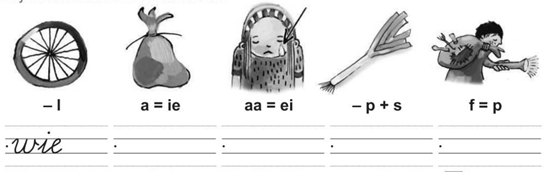 – l a = ie aa = ei – p + s f = p
wie